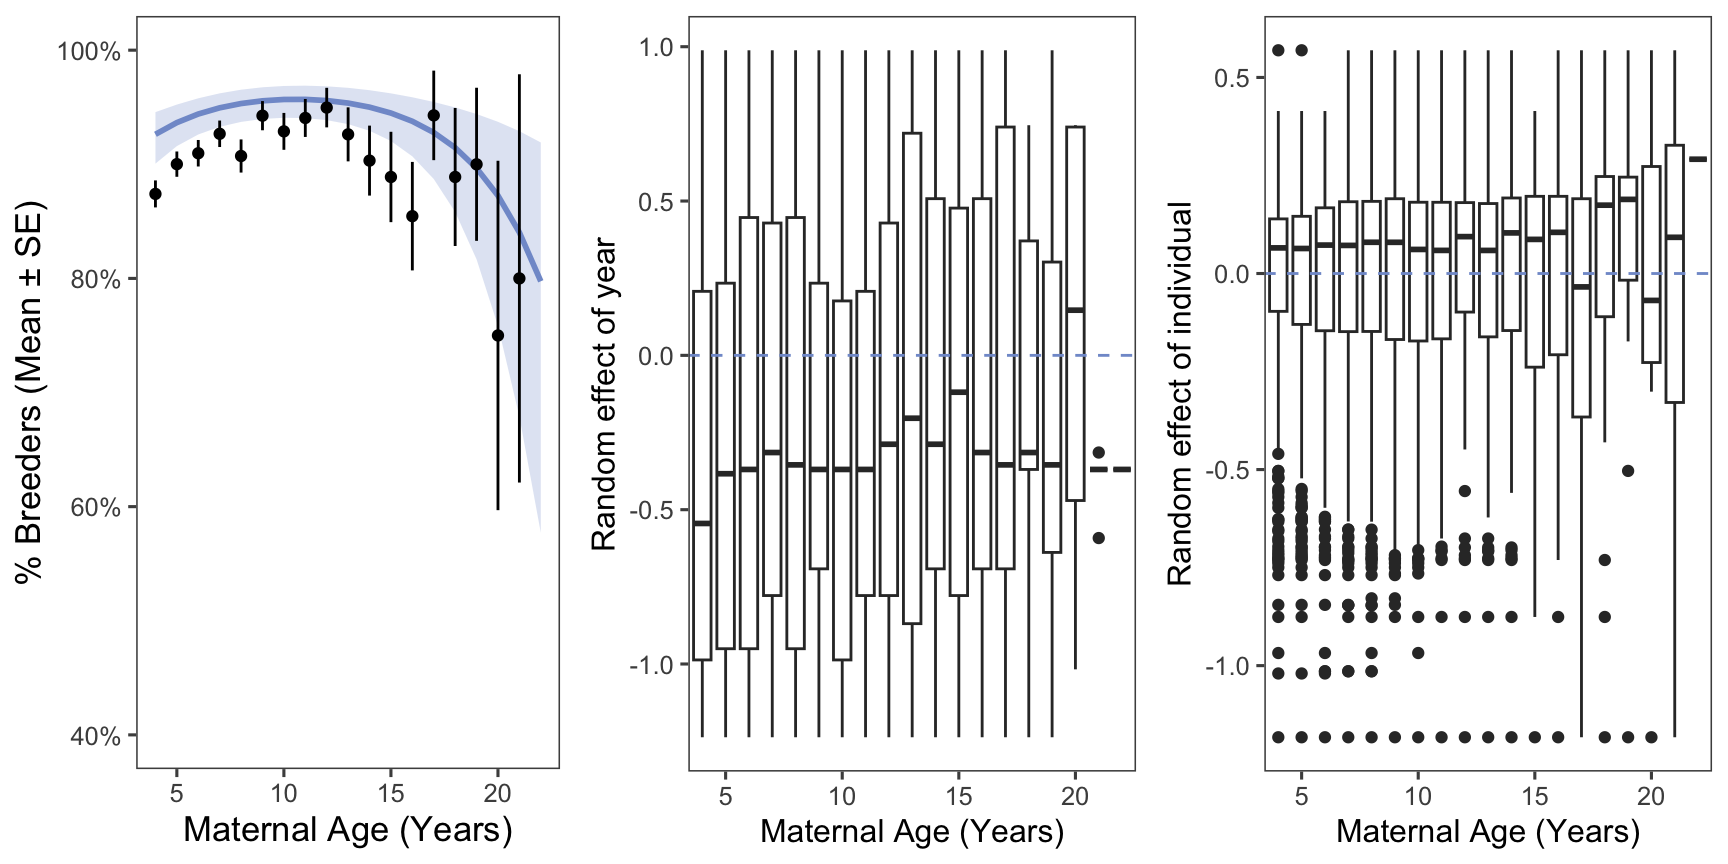 % Breeders (Mean ± SE)
100%
80%
60%
40%
5 10 15 20
Maternal Age (Years)
Random effect of year
1.0
0.5
0.0
-0.5
-1.0
5 10 15 20
Maternal Age (Years)
Random effect of individual
0.5
0.0
-0.5
-1.0
5 10 15 20
Maternal Age (Years)